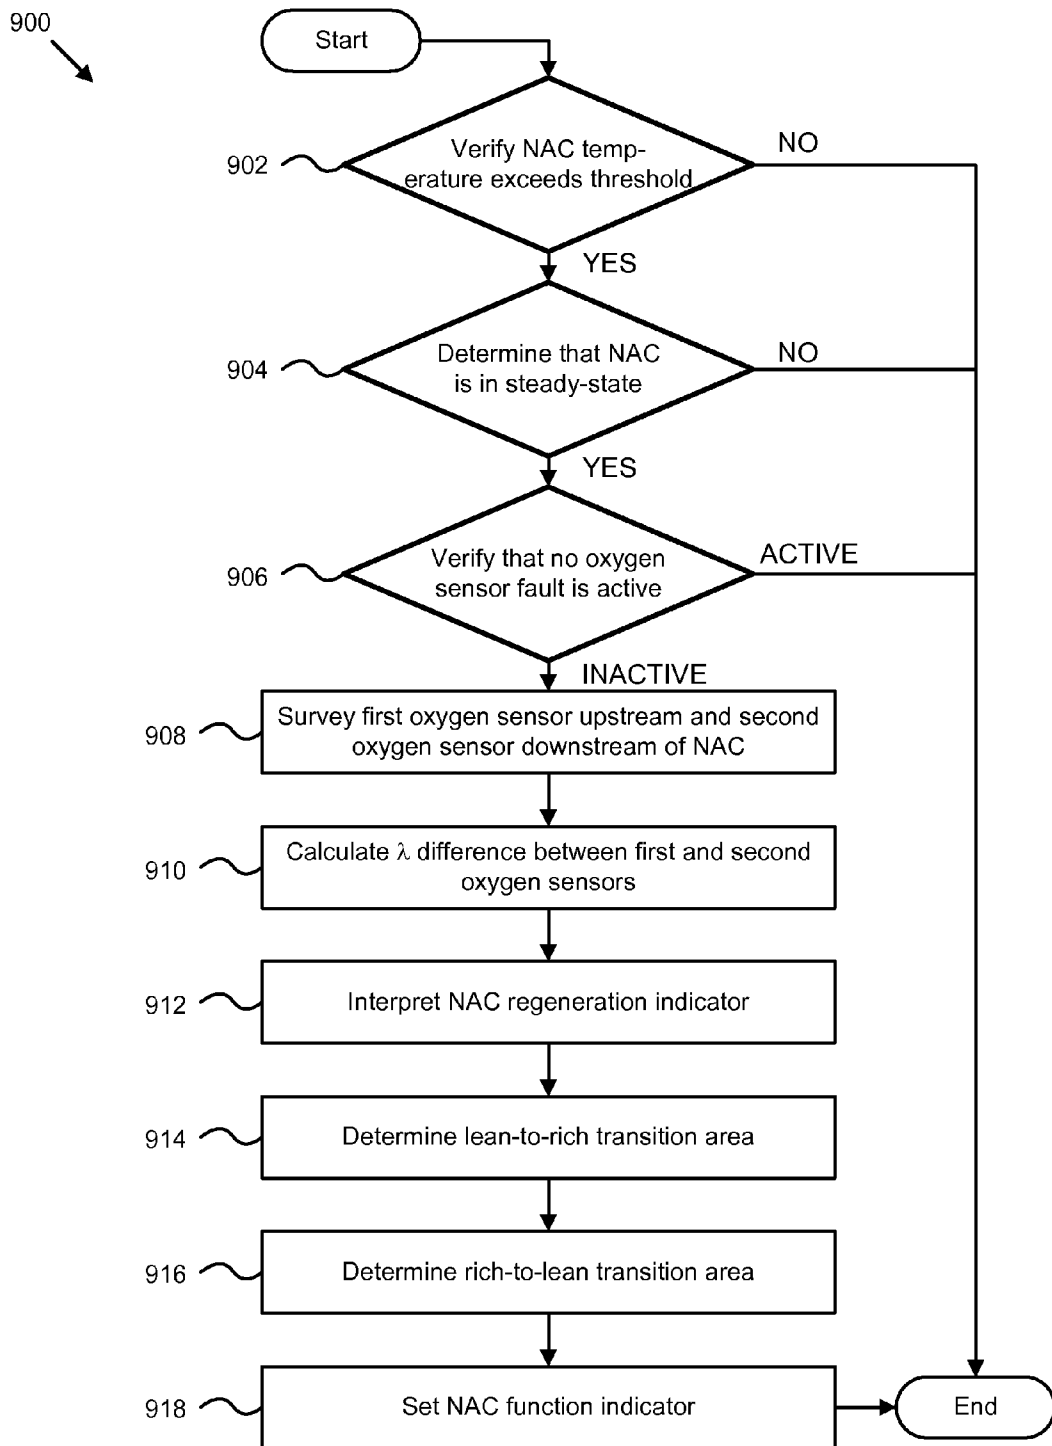 900
Start
902
Verify NAC temp-
erature exceeds threshold
NO
YES
904
Determine that NAC
is in steady-state
NO
YES
906
Verify that no oxygen
sensor fault is active
ACTIVE
INACTIVE
908
Survey first oxygen sensor upstream and second
oxygen sensor downstream of NAC
910
Calculate λ difference between first and second
oxygen sensors
912
Interpret NAC regeneration indicator
914
Determine lean-to-rich transition area
916
Determine rich-to-lean transition area
918
Set NAC function indicator
End